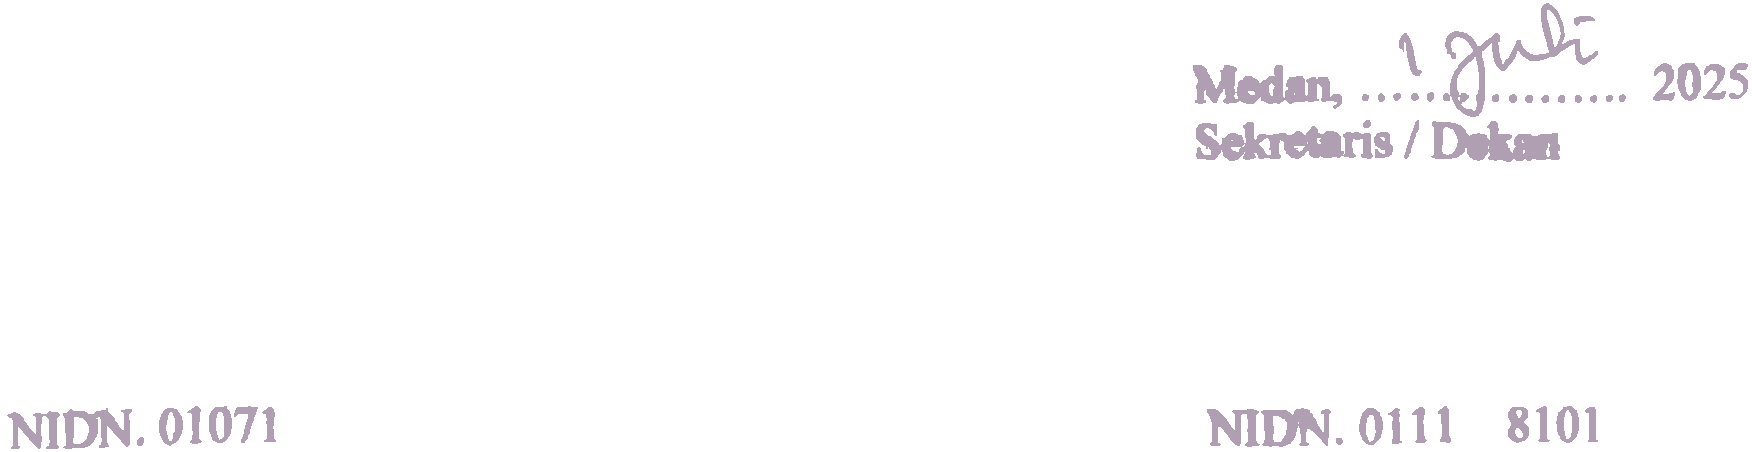 Medan, 1 Juli 2025
Sekretaris / Dekan
NIDN. 01071 NIDN. 0111 8101